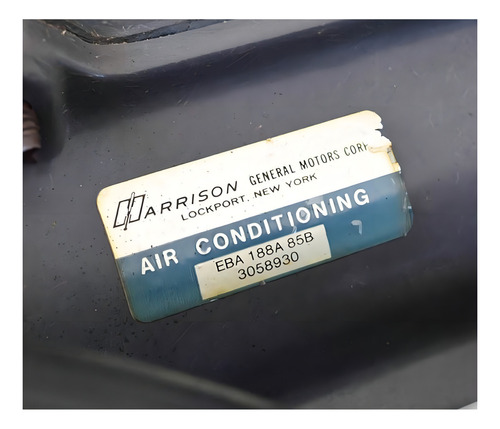 HARRISON GENERAL MOTORS CORP.
LOCKPORT, NEW YORK
AIR CONDITIONING
EBA 188A 85B
3058930